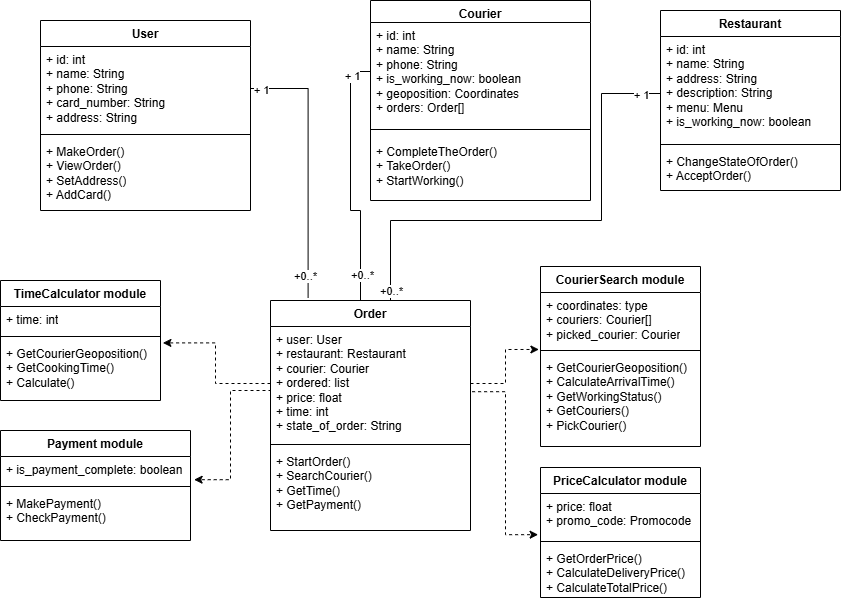 User
+ id: int
+ name: String
+ phone: String
+ card_number: String
+ address: String
+ MakeOrder()
+ ViewOrder()
+ SetAddress()
+ AddCard()
+ 1
Courier
+ id: int
+ name: String
+ phone: String
+ is_working_now: boolean
+ geoposition: Coordinates
+ orders: Order[]
+ CompleteTheOrder()
+ TakeOrder()
+ StartWorking()
+ 1
Restaurant
+ id: int
+ name: String
+ address: String
+ description: String
+ menu: Menu
+ is_working_now: boolean
+ ChangeStateOfOrder()
+ AcceptOrder()
+ 1
+0..*
+0..*
+0..*
TimeCalculator module
+ time: int
+ GetCourierGeoposition()
+ GetCookingTime()
+ Calculate()
Payment module
+ is_payment_complete: boolean
+ MakePayment()
+ CheckPayment()
Order
+ user: User
+ restaurant: Restaurant
+ courier: Courier
+ ordered: list
+ price: float
+ time: int
+ state_of_order: String
+ StartOrder()
+ SearchCourier()
+ GetTime()
+ GetPayment()
CourierSearch module
+ coordinates: type
+ couriers: Courier[]
+ picked_courier: Courier
+ GetCourierGeoposition()
+ CalculateArrivalTime()
+ GetWorkingStatus()
+ GetCouriers()
+ PickCourier()
PriceCalculator module
+ price: float
+ promo_code: Promocode
+ GetOrderPrice()
+ CalculateDeliveryPrice()
+ CalculateTotalPrice()